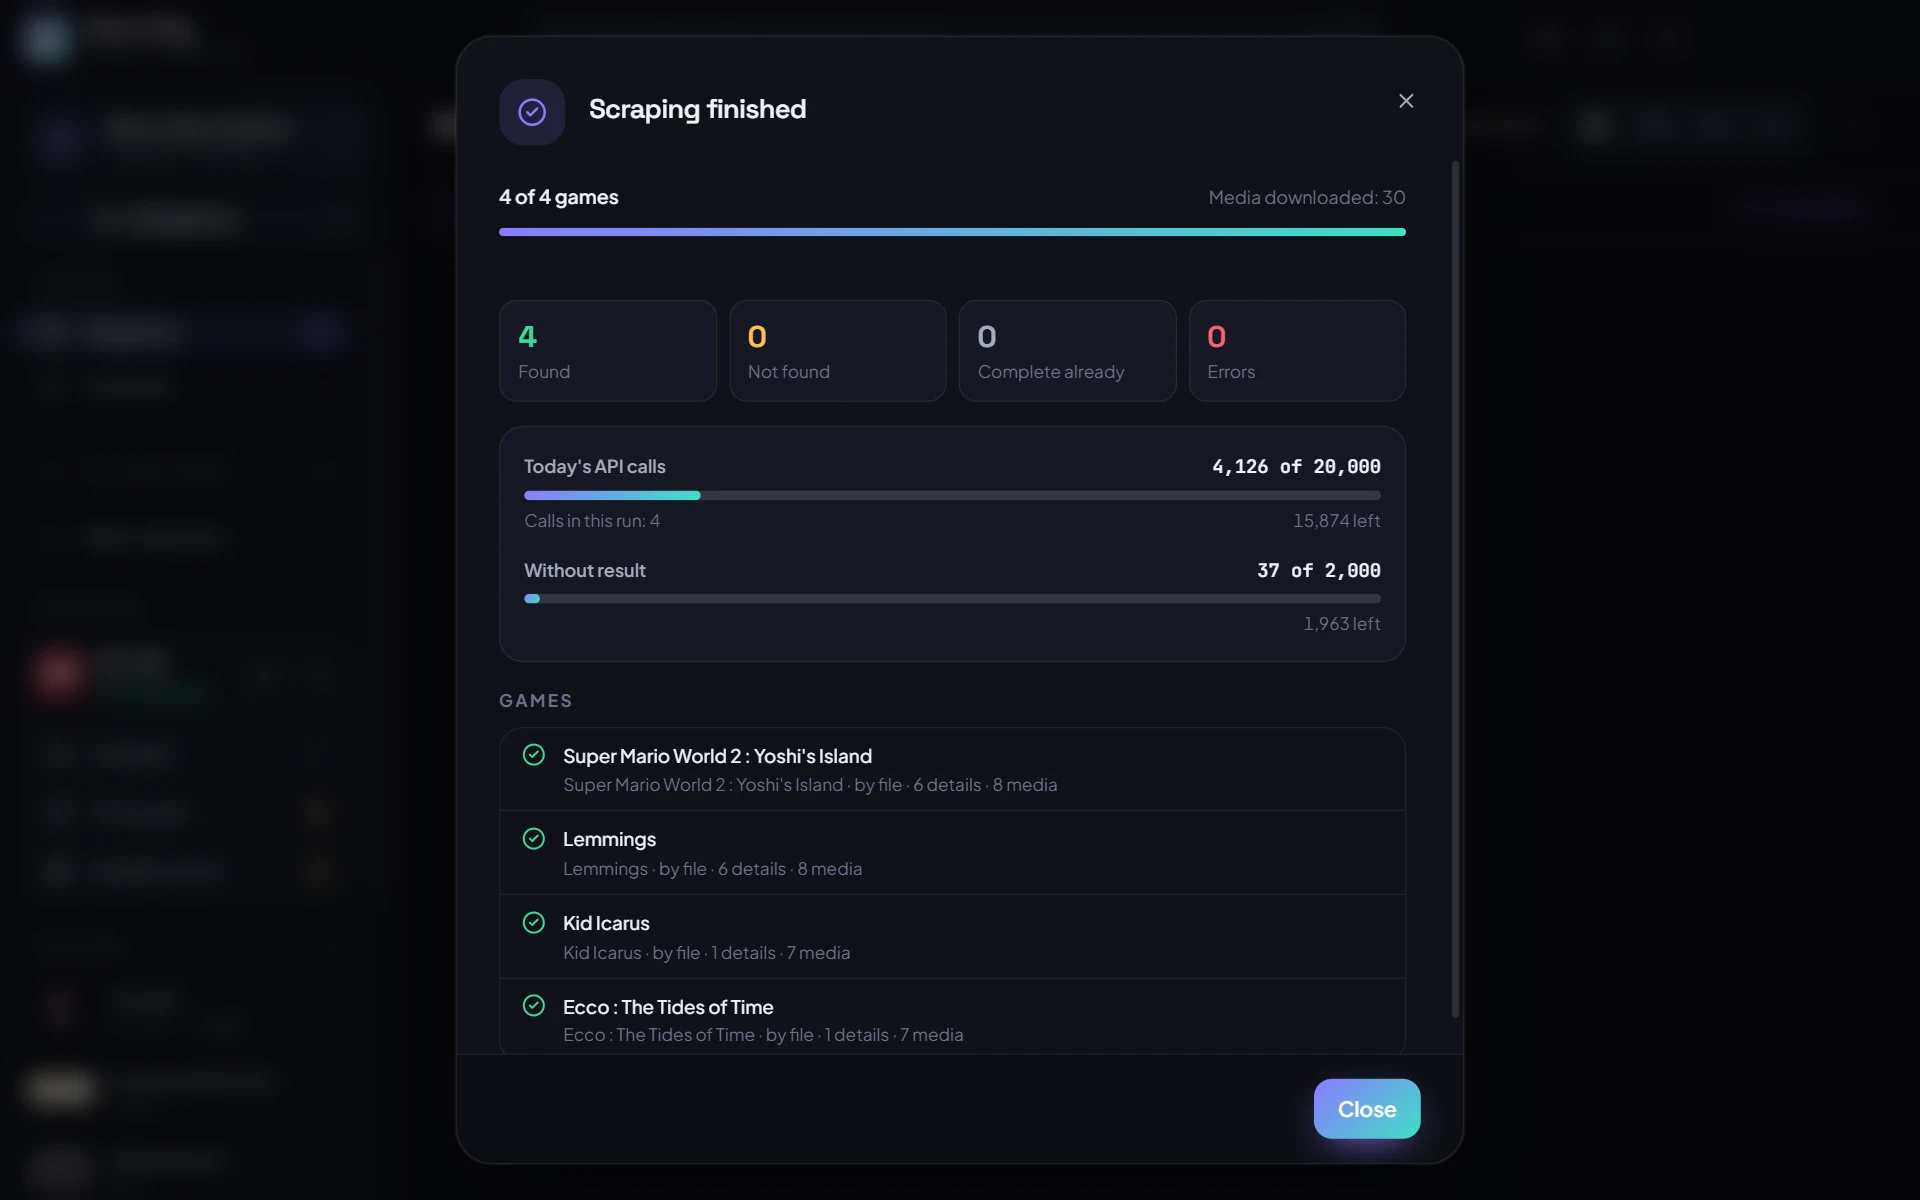 Scraping finished
4 of 4 games
Media downloaded: 30
4
Found
0
Not found
0
Complete already
0
Errors
Today's API calls
4,126 of 20,000
Calls in this run: 4
15,874 left
Without result
37 of 2,000
1,963 left
GAMES
Super Mario World 2 : Yoshi's Island
Super Mario World 2 : Yoshi's Island · by file · 6 details · 8 media
Lemmings
Lemmings · by file · 6 details · 8 media
Kid Icarus
Kid Icarus · by file · 1 details · 7 media
Ecco : The Tides of Time
Ecco : The Tides of Time · by file · 1 details · 7 media
Close